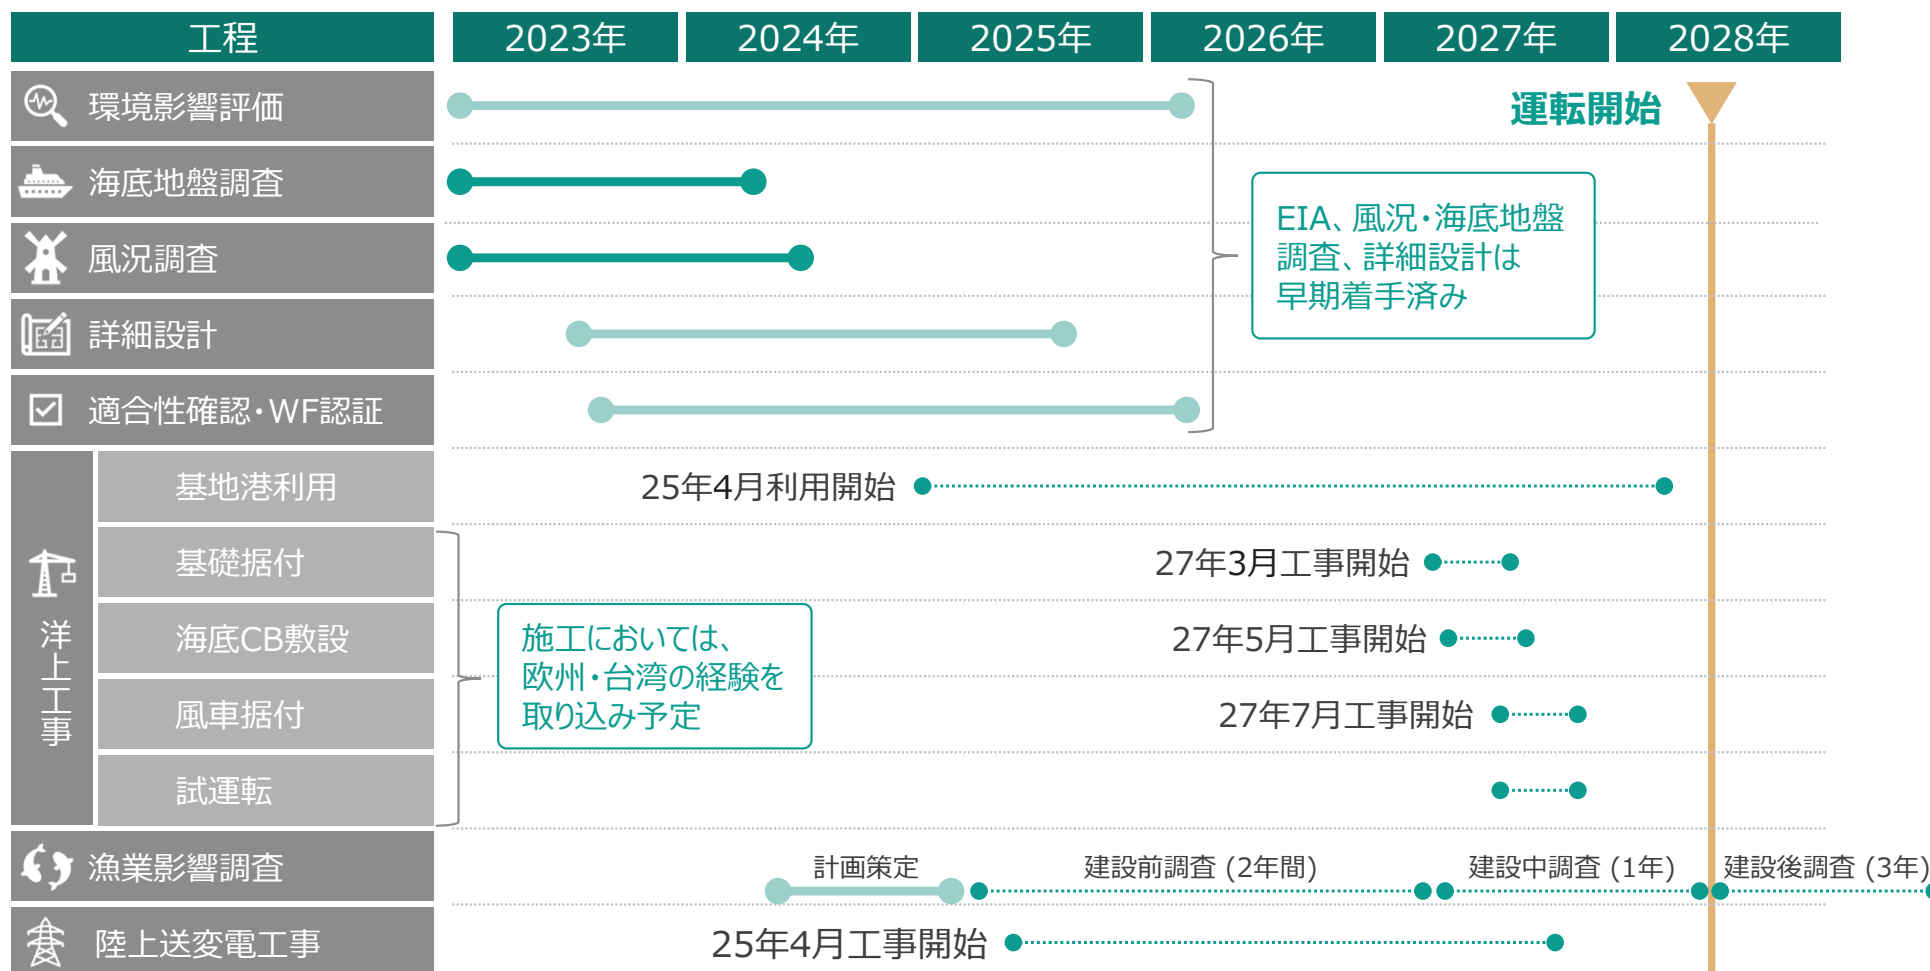 工程
2023年
2024年
2025年
2026年
2027年
2028年
環境影響評価
運転開始
海底地盤調査
風況調査
EIA、風況・海底地盤
調査、詳細設計は
早期着手済み
詳細設計
適合性確認・WF認証
洋上工事
基地港利用
25年4月利用開始
基礎据付
27年3月工事開始
海底CB敷設
27年5月工事開始
施工においては、
欧州・台湾の経験を
取り込み予定
風車据付
27年7月工事開始
試運転
漁業影響調査
計画策定
建設前調査 (2年間)
建設中調査 (1年)
建設後調査 (3年)
陸上送変電工事
25年4月工事開始